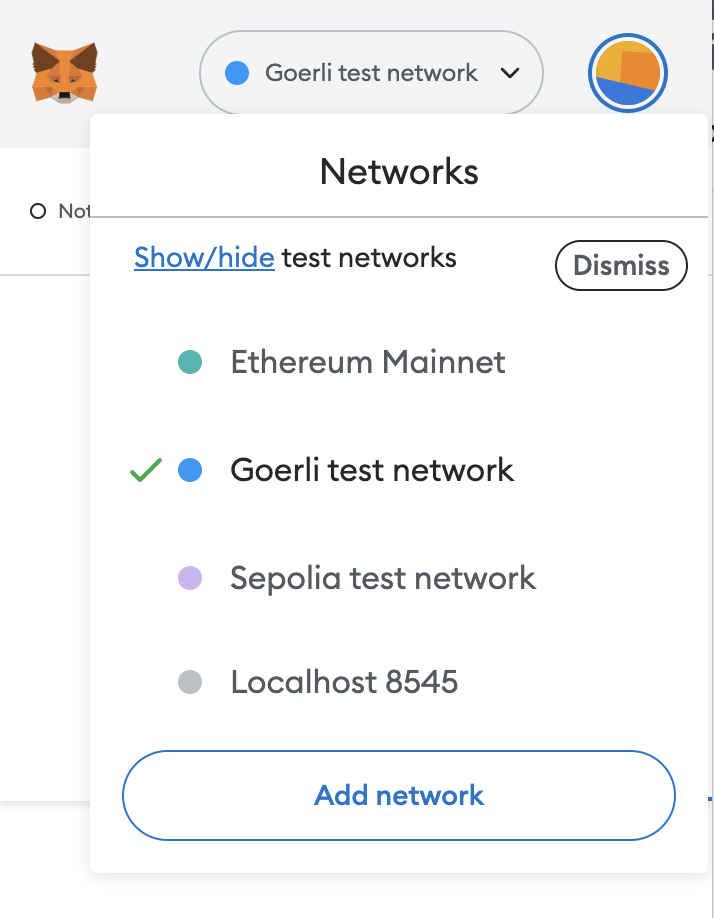 Goerli test network
Networks
Not
Show/hide test networks
Dismiss
Ethereum Mainnet
Goerli test network
Sepolia test network
Localhost 8545
Add network